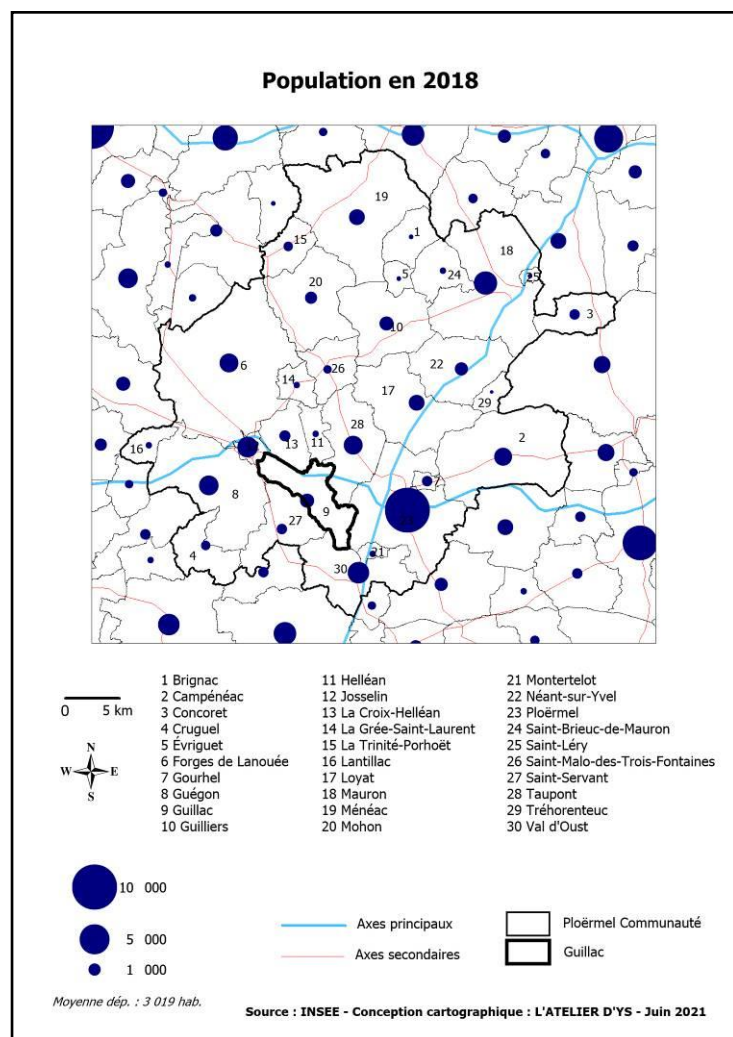 Population en 2018
19
1
15
18
5
24
25
20
3
10
6
26
22
14
17
29
28
2
13
11
16
7
8
9
27
4
21
30
1 Brignac
2 Campénéac
3 Concoret
4 Cruguel
5 Évriguet
6 Forges de Lanouée
7 Gourhel
8 Guégon
9 Guillac
10 Guilliers
11 Helléan
12 Josselin
13 La Croix-Helléan
14 La Grée-Saint-Laurent
15 La Trinité-Porhoët
16 Lantillac
17 Loyat
18 Mauron
19 Ménéac
20 Mohon
21 Montertelot
22 Néant-sur-Yvel
23 Ploërmel
24 Saint-Brieuc-de-Mauron
25 Saint-Léry
26 Saint-Malo-des-Trois-Fontaines
27 Saint-Servant
28 Taupont
29 Tréhorenteuc
30 Val d'Oust
0 5 km
N
W E
S
10 000
5 000
1 000
Axes principaux
Axes secondaires
Ploërmel Communauté
Guillac
Moyenne dép. : 3 019 hab.
Source : INSEE - Conception cartographique : L'ATELIER D'YS - Juin 2021